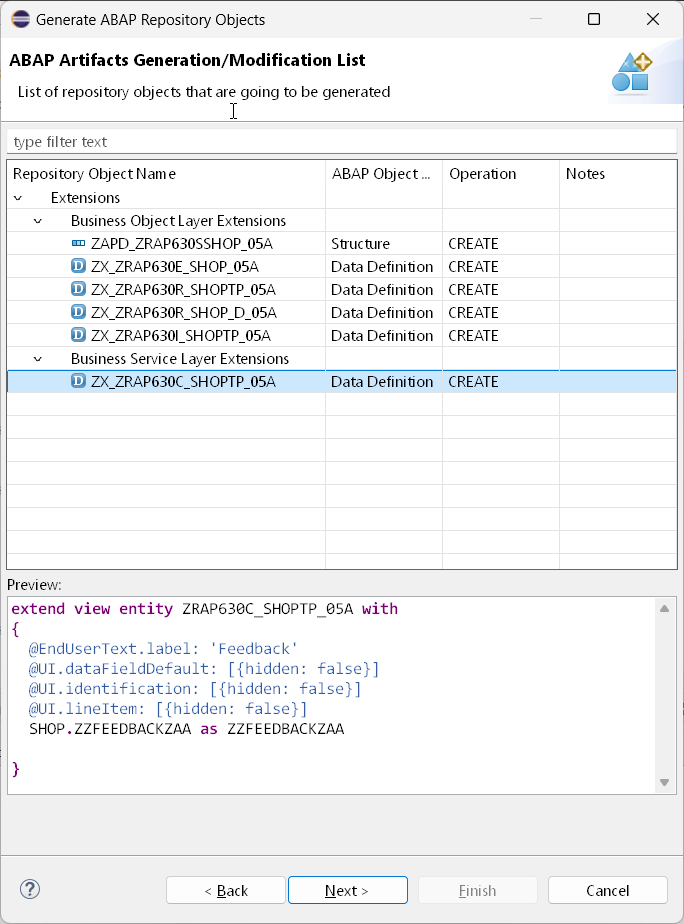 Generate ABAP Repository Objects
ABAP Artifacts Generation/Modification List
List of repository objects that are going to be generated
type filter text
Repository Object Name ABAP Object ... Operation Notes
Extensions
Business Object Layer Extensions
ZAPD_ZRAP630SSHOP_05A Structure CREATE
D ZX_ZRAP630E_SHOP_05A Data Definition CREATE
D ZX_ZRAP630R_SHOPTP_05A Data Definition CREATE
D ZX_ZRAP630R_SHOP_D_05A Data Definition CREATE
D ZX_ZRAP630I_SHOPTP_05A Data Definition CREATE
Business Service Layer Extensions
D ZX_ZRAP630C_SHOPTP_05A Data Definition CREATE
Preview:
extend view entity ZRAP630C_SHOPTP_05A with
{
@EndUserText.label: 'Feedback'
@UI.dataFieldDefault: [{hidden: false}]
@UI.identification: [{hidden: false}]
@UI.lineItem: [{hidden: false}]
SHOP.ZZFEEDBACKZAA as ZZFEEDBACKZAA
}
? < Back Next > Finish Cancel